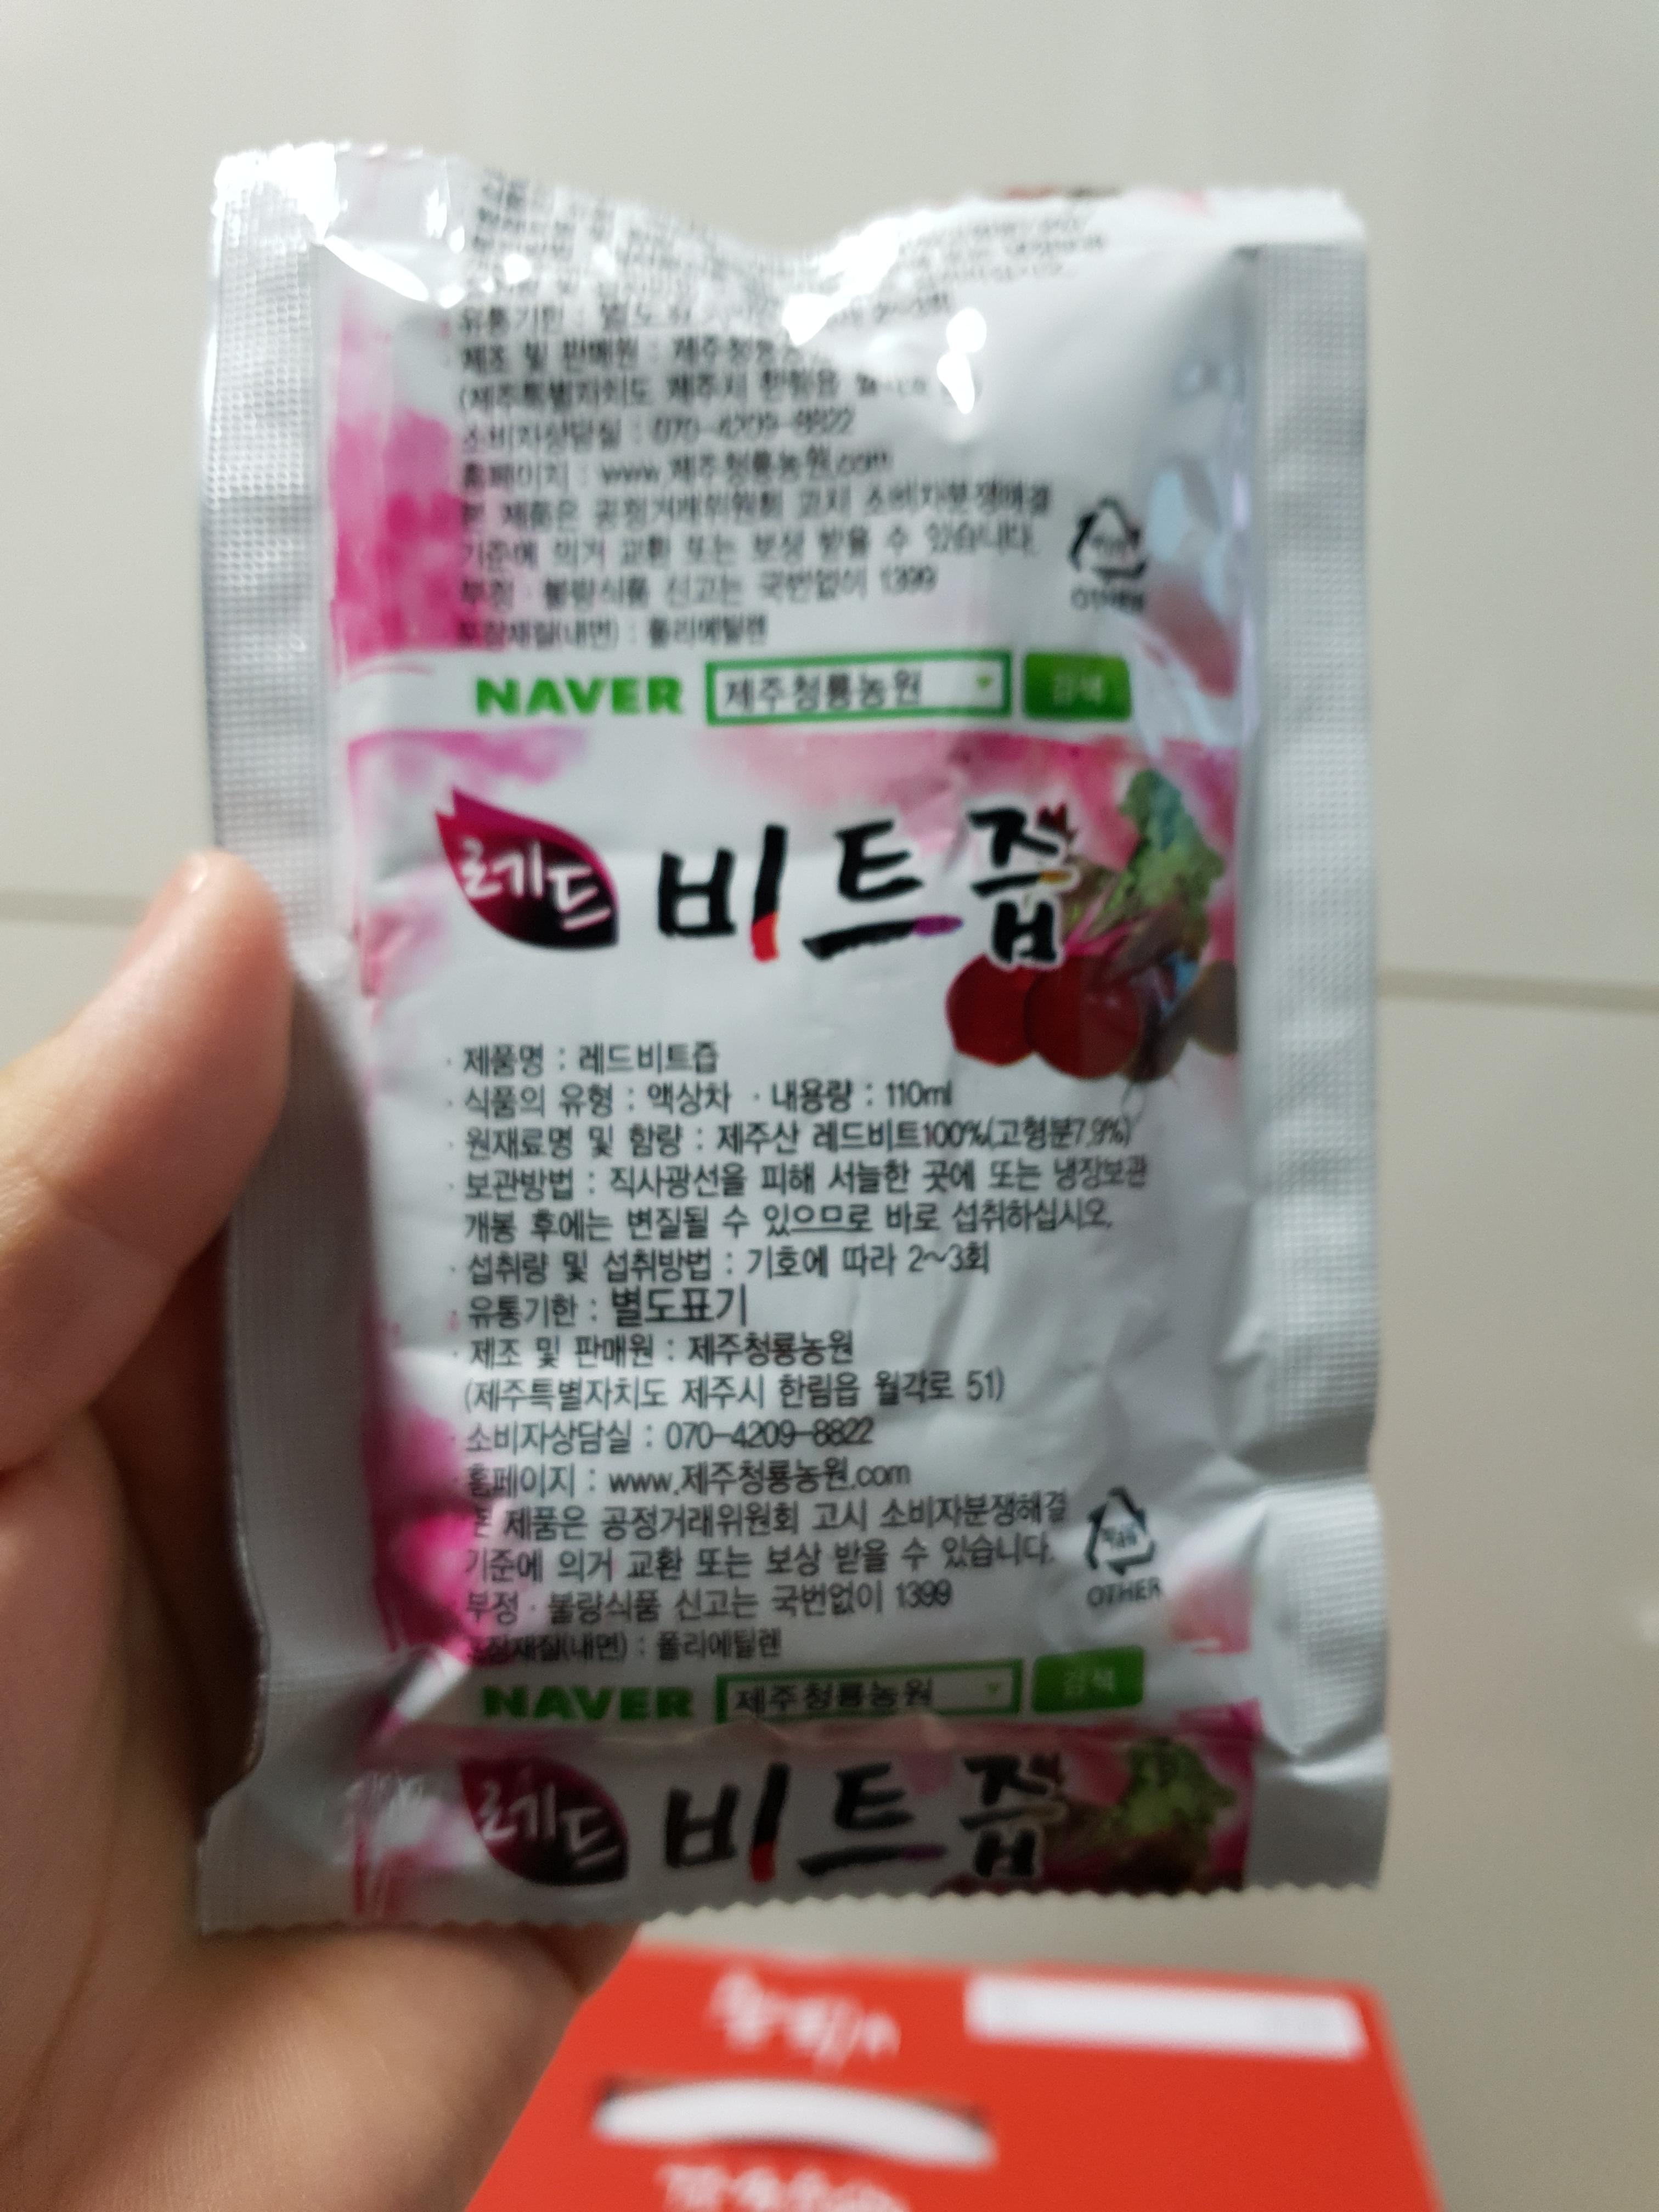 유통기한 : 별도
제조 및 판매원 : 제주청룡
(제주특별자치도 제주시 한림읍
소비자상담실 : 070-4209-8822
홈페이지 : www.제주청룡농원.com
본 제품은 공정거래위원회 고시 소비자분쟁해결
기준에 의거 교환 또는 보상 받을 수 있습니다.
부정 · 불량식품 신고는 국번없이 1399
포장재질(내면) : 폴리에틸렌
OTHER
NAVER 제주청룡농원 검색
레드 비트즙
· 제품명 : 레드비트즙
· 식품의 유형 : 액상차 · 내용량 : 110ml
· 원재료명 및 함량 : 제주산 레드비트100%(고형분7.9%)
· 보관방법 : 직사광선을 피해 서늘한 곳에 또는 냉장보관
개봉 후에는 변질될 수 있으므로 바로 섭취하십시오.
· 섭취량 및 섭취방법 : 기호에 따라 2~3회
· 유통기한 : 별도표기
· 제조 및 판매원 : 제주청룡농원
(제주특별자치도 제주시 한림읍 월각로 51)
· 소비자상담실 : 070-4209-8822
· 홈페이지 : www.제주청룡농원.com
본 제품은 공정거래위원회 고시 소비자분쟁해결
기준에 의거 교환 또는 보상 받을 수 있습니다.
부정 · 불량식품 신고는 국번없이 1399
포장재질(내면) : 폴리에틸렌
OTHER
NAVER 제주청룡농원 검색
레드 비트즙